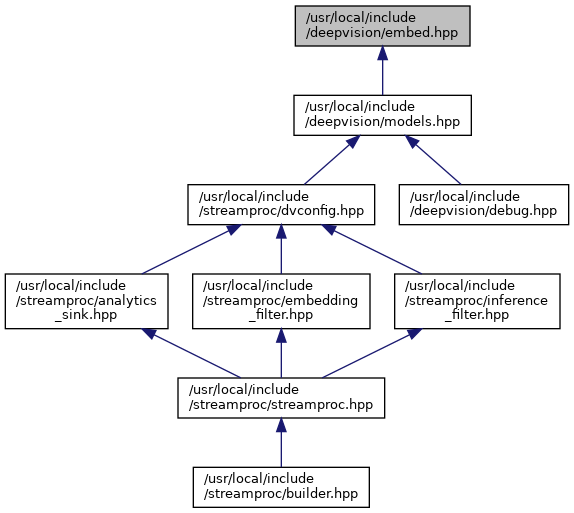 /usr/local/include
/deepvision/embed.hpp
/usr/local/include
/deepvision/models.hpp
/usr/local/include
/streamproc/dvconfig.hpp
/usr/local/include
/deepvision/debug.hpp
/usr/local/include
/streamproc/analytics
_sink.hpp
/usr/local/include
/streamproc/embedding
_filter.hpp
/usr/local/include
/streamproc/inference
_filter.hpp
/usr/local/include
/streamproc/streamproc.hpp
/usr/local/include
/streamproc/builder.hpp